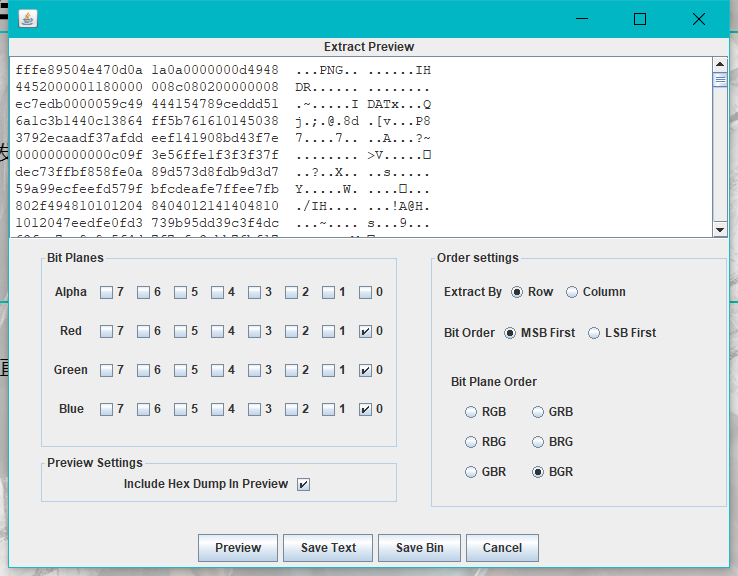 Extract Preview
fffe89504e470d0a 1a0a0000000d4948 ...PNG.. ......IH
4452000001180000 008c080200000008 DR...... ........
ec7edb0000059c49 444154789ceddd51 .~.....I DATx...Q
6a1c3b1440c13864 ff5b761610145038 j.;.@.8d .[v...P8
3792ecaadf37afdd eef141908bd43f7e 7....7.. ..A...?~
000000000000c09f 3e56ffe1f3f3f37f ........ >V.....□
dec73ffbf858fe0a 89d573d8fdb9d3d7 ..?..X.. ..s.....
59a99ecfeefd579f bfcdeafe7ffee7fb Y.....W. ....□...
802f494810101204 8404012141404810 ./IH.... ...!A@H.
1012047eedfe0fd3 739b95dd39c3f4dc ...~.... s...9...
Bit Planes
Alpha 7 6 5 4 3 2 1 0
Red 7 6 5 4 3 2 1 0
Green 7 6 5 4 3 2 1 0
Blue 7 6 5 4 3 2 1 0
Preview Settings
Include Hex Dump In Preview
Order settings
Extract By Row Column
Bit Order MSB First LSB First
Bit Plane Order
RGB GRB
RBG BRG
GBR BGR
Preview Save Text Save Bin Cancel